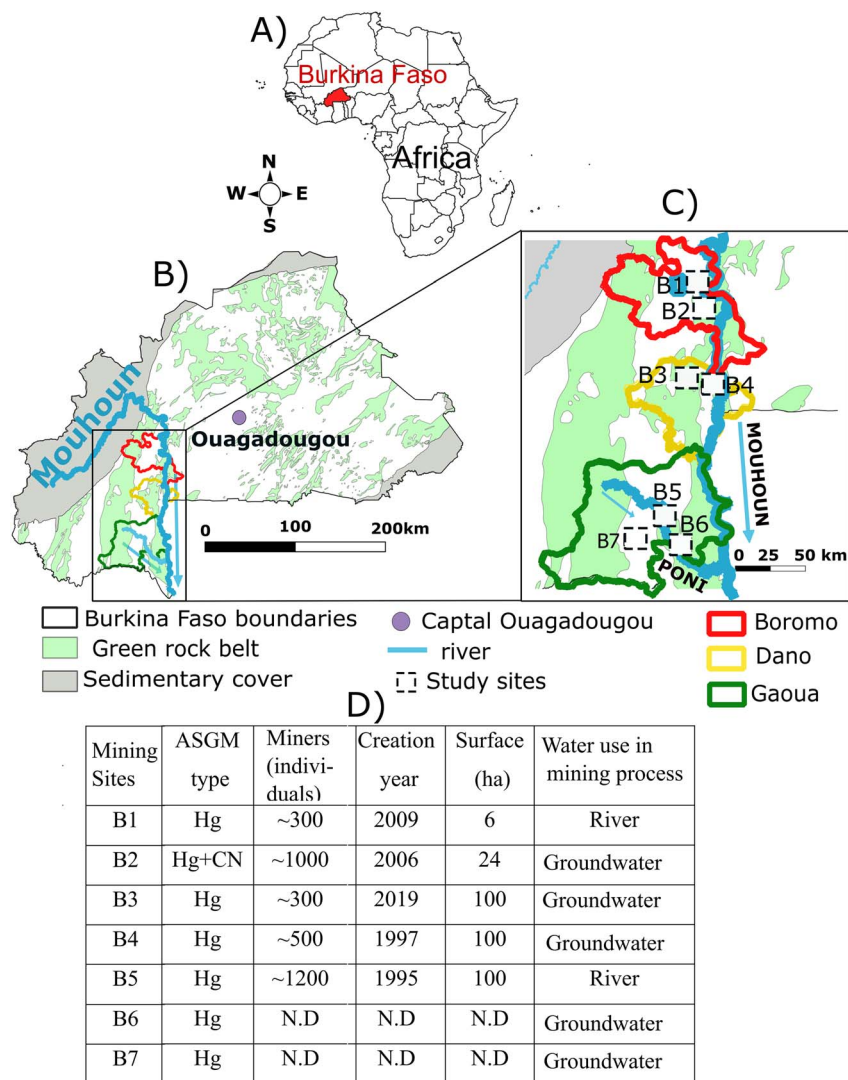 A)
Burkina Faso
Africa
N
W E
S
B)
Mouhoun
Ouagadougou
0 100 200km
C)
B1
B2
B3
B4
B5
B6
B7
PONI
MOUHOUN
0 25 50 km
Burkina Faso boundaries
Green rock belt
Sedimentary cover
Captal Ouagadougou
river
Study sites
Boromo
Dano
Gaoua
D)
Mining Sites ASGM type Miners (indivi-duals) Creation year Surface (ha) Water use in mining process
B1 Hg ~300 2009 6 River
B2 Hg+CN ~1000 2006 24 Groundwater
B3 Hg ~300 2019 100 Groundwater
B4 Hg ~500 1997 100 Groundwater
B5 Hg ~1200 1995 100 River
B6 Hg N.D N.D N.D Groundwater
B7 Hg N.D N.D N.D Groundwater